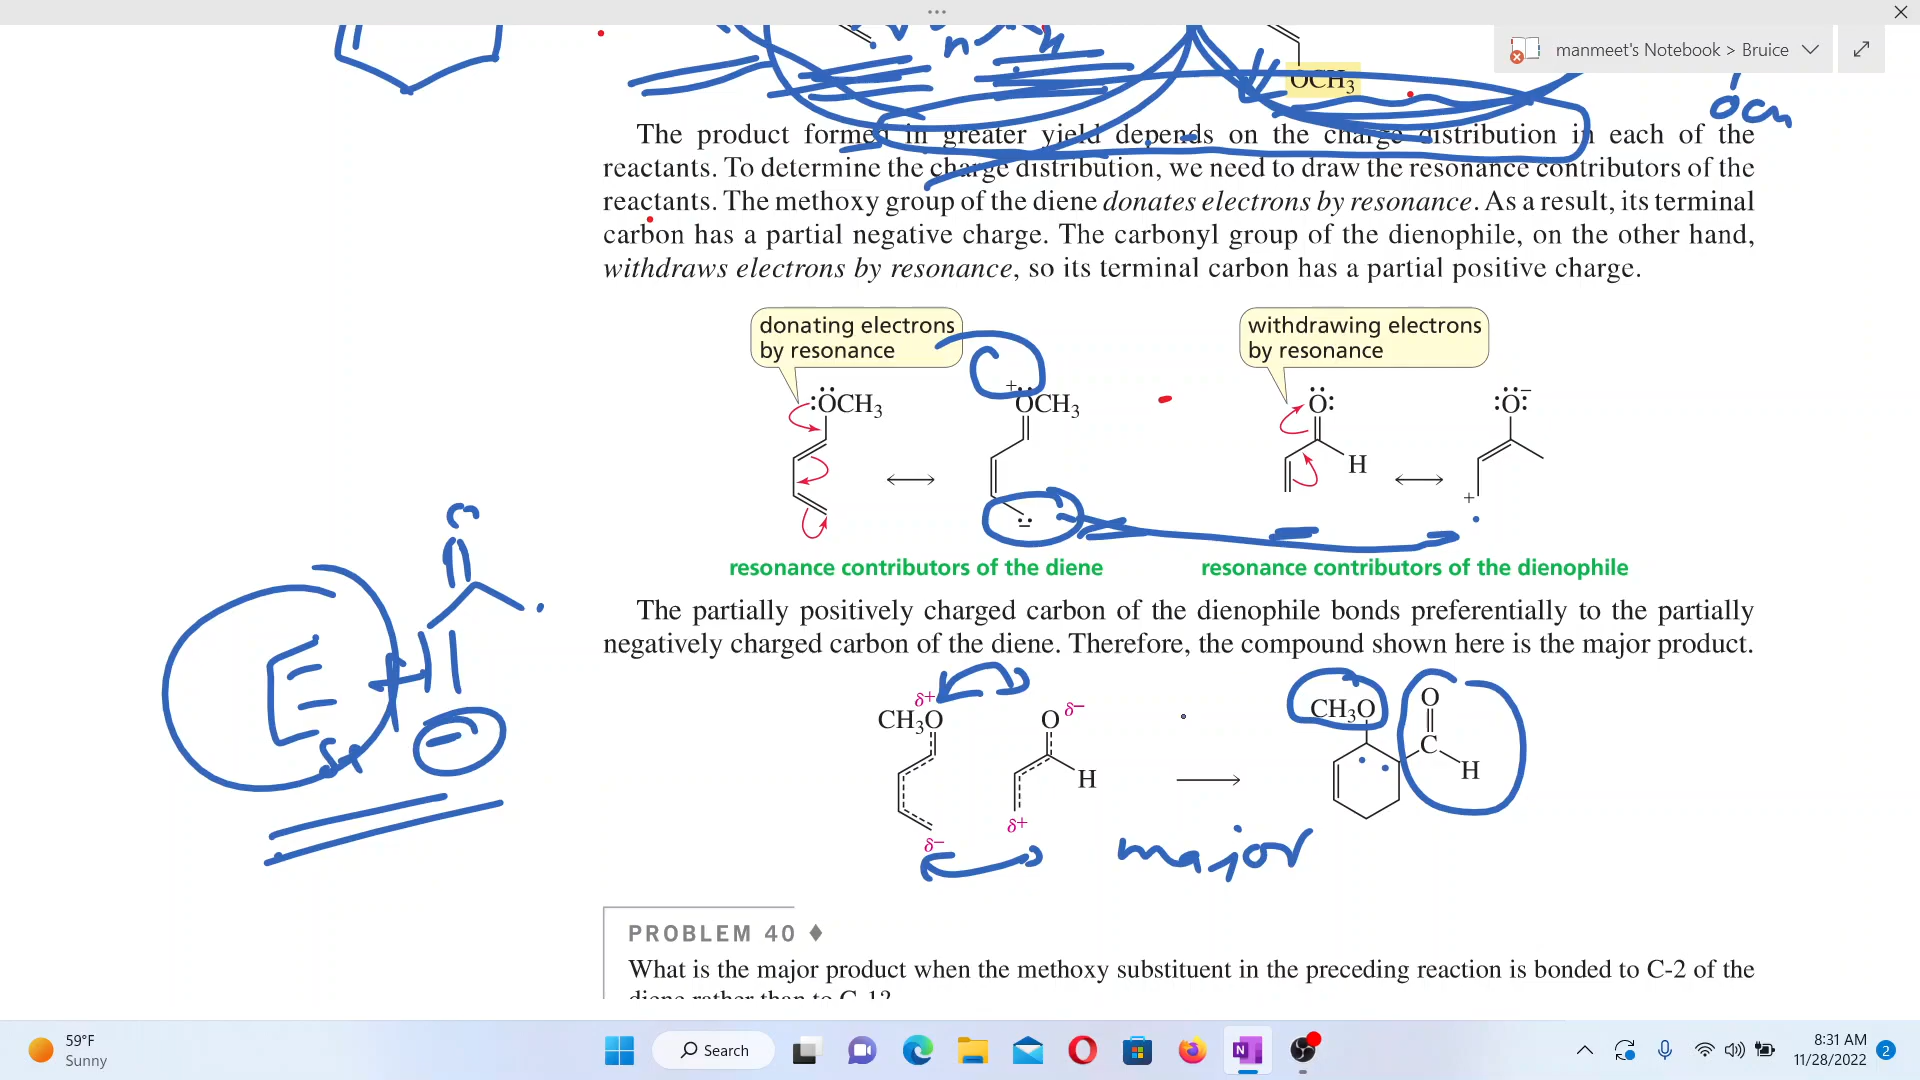 manmeet's Notebook > Bruice
OCH3
OCH
The product formed in greater yield depends on the charge distribution in each of the
reactants. To determine the charge distribution, we need to draw the resonance contributors of the
reactants. The methoxy group of the diene donates electrons by resonance. As a result, its terminal
carbon has a partial negative charge. The carbonyl group of the dienophile, on the other hand,
withdraws electrons by resonance, so its terminal carbon has a partial positive charge.
donating electrons
by resonance
withdrawing electrons
by resonance
:ÖCH3
+
ÖCH3
O:
:O:−
H
+
resonance contributors of the diene
resonance contributors of the dienophile
The partially positively charged carbon of the dienophile bonds preferentially to the partially
negatively charged carbon of the diene. Therefore, the compound shown here is the major product.
δ+
CH3O
O δ−
H
δ−
δ+
CH3O
O
C
H
major
PROBLEM 40 ♦
What is the major product when the methoxy substituent in the preceding reaction is bonded to C-2 of the
diene rather than to C-1?
59°F
Sunny
Search
8:31 AM
11/28/2022
2